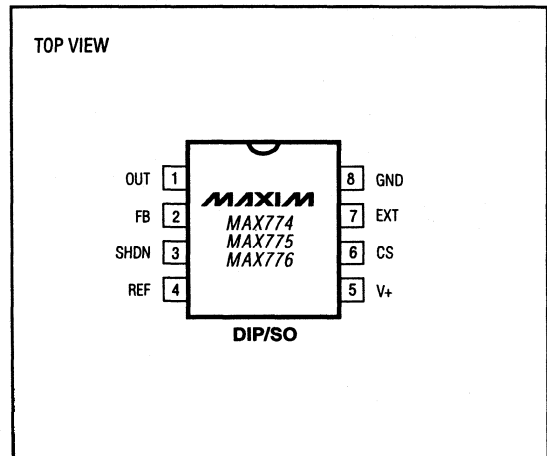 TOP VIEW
OUT 1
FB 2
SHDN 3
REF 4
MAXIM
MAX774
MAX775
MAX776
8 GND
7 EXT
6 CS
5 V+
DIP/SO